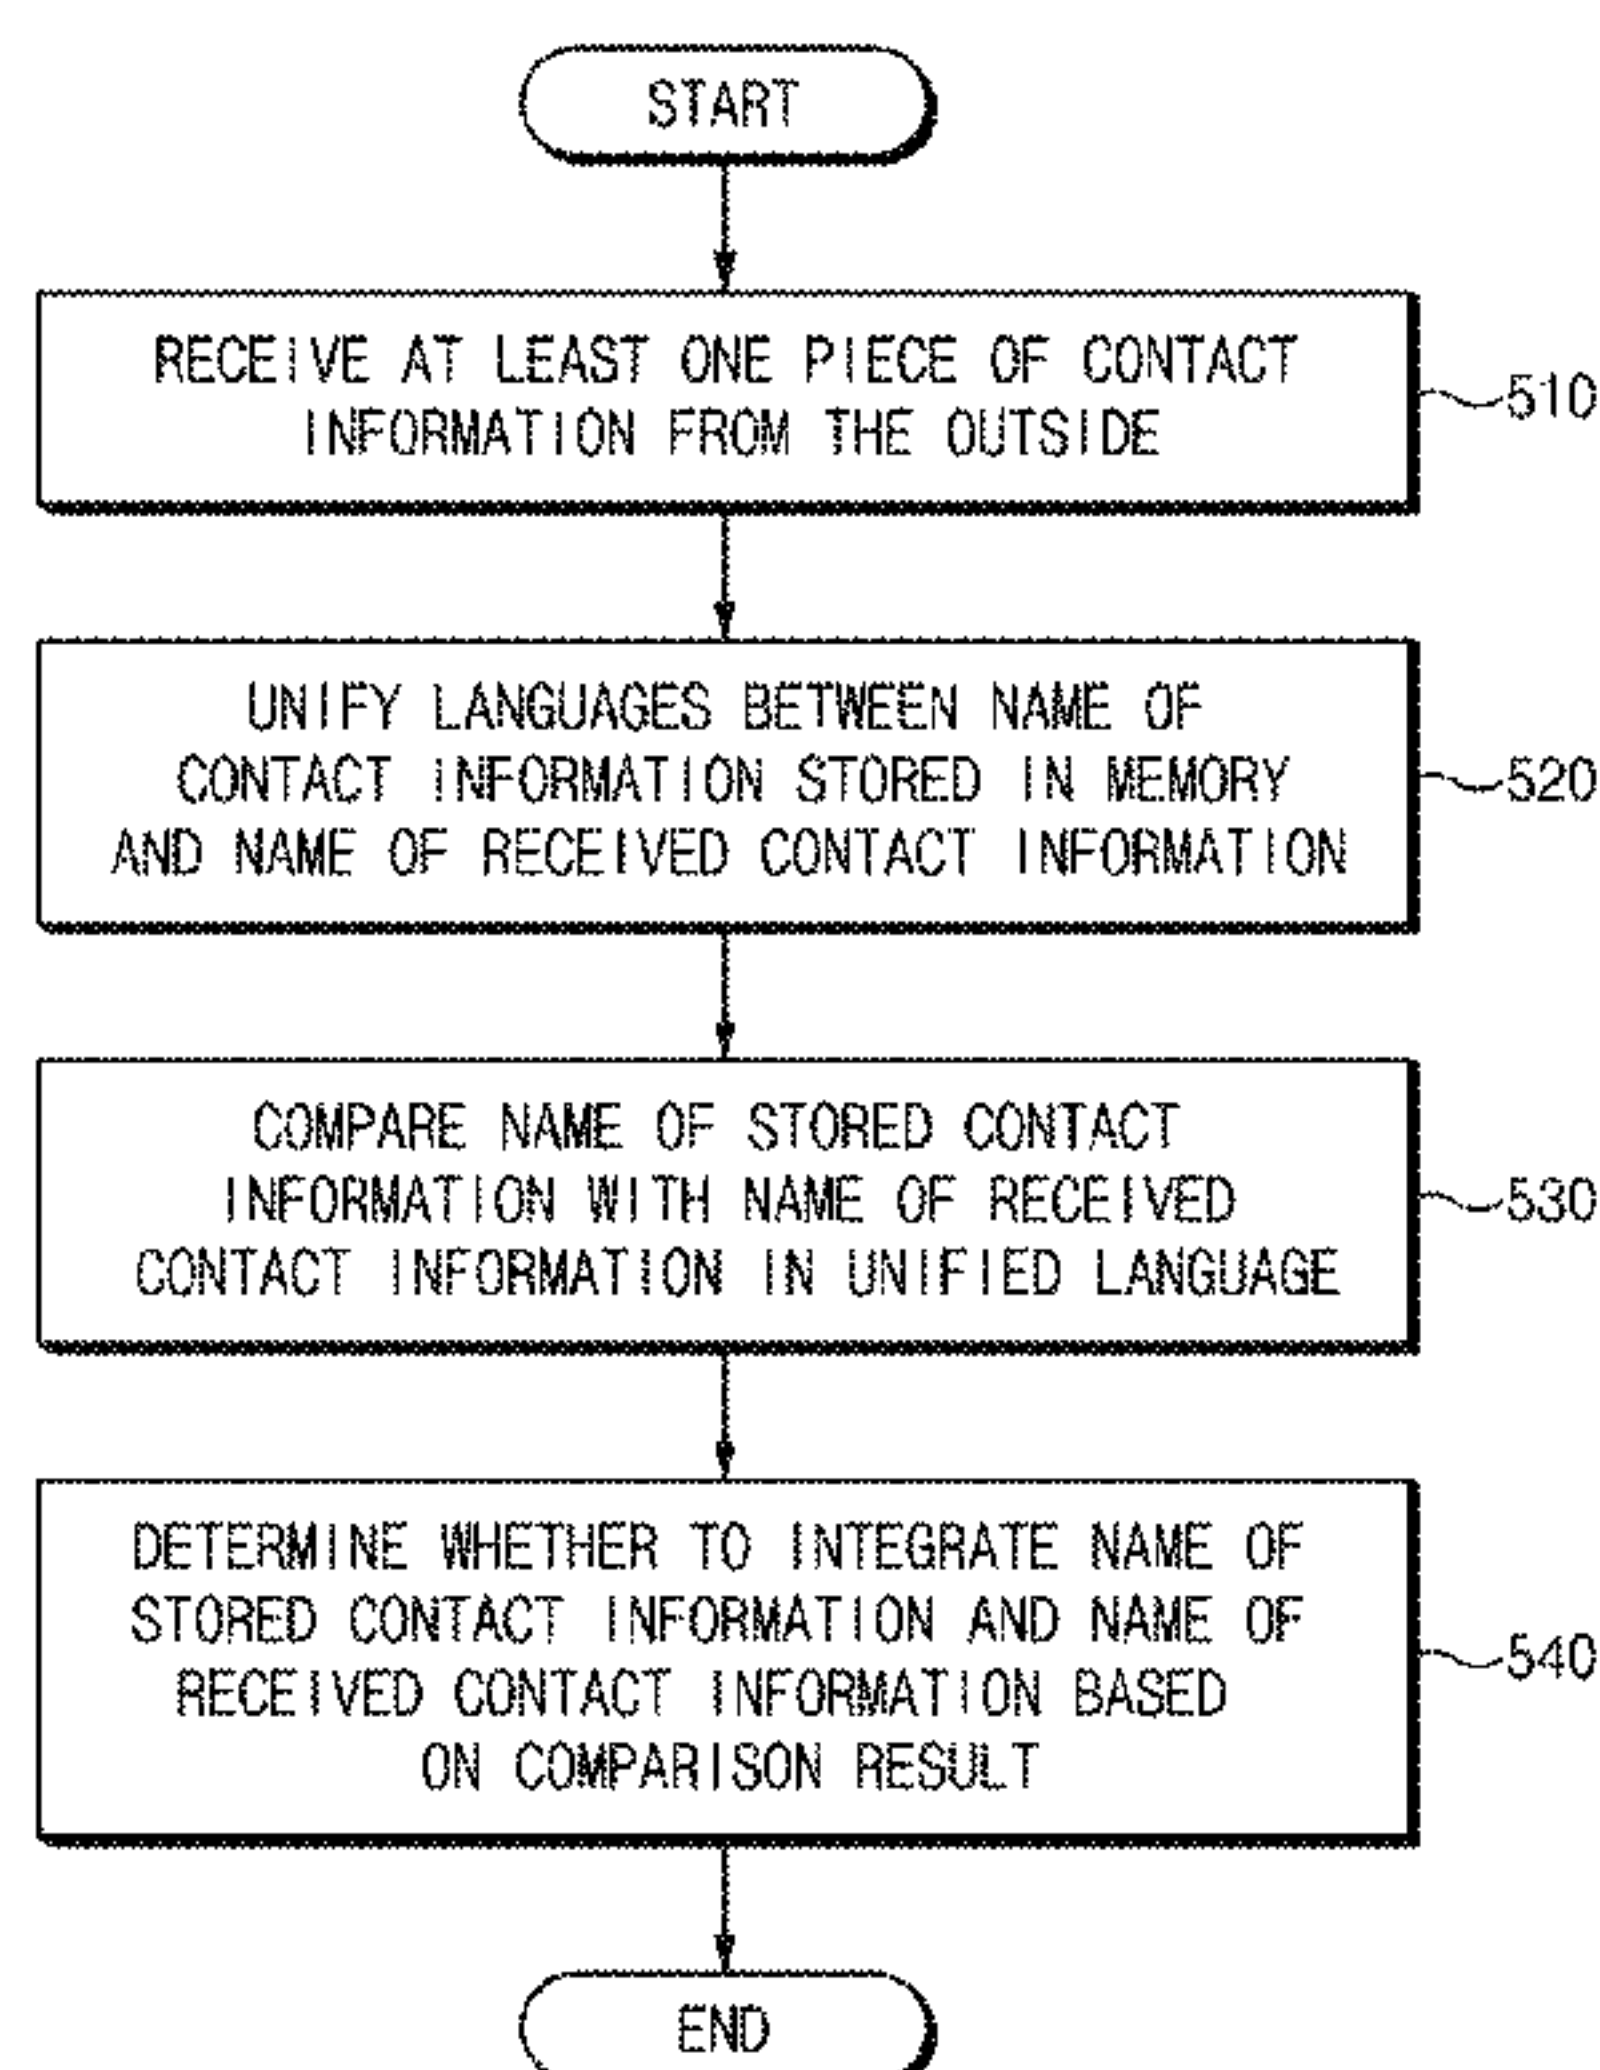 START
RECEIVE AT LEAST ONE PIECE OF CONTACT
INFORMATION FROM THE OUTSIDE
510
UNIFY LANGUAGES BETWEEN NAME OF
CONTACT INFORMATION STORED IN MEMORY
AND NAME OF RECEIVED CONTACT INFORMATION
520
COMPARE NAME OF STORED CONTACT
INFORMATION WITH NAME OF RECEIVED
CONTACT INFORMATION IN UNIFIED LANGUAGE
530
DETERMINE WHETHER TO INTEGRATE NAME OF
STORED CONTACT INFORMATION AND NAME OF
RECEIVED CONTACT INFORMATION BASED
ON COMPARISON RESULT
540
END